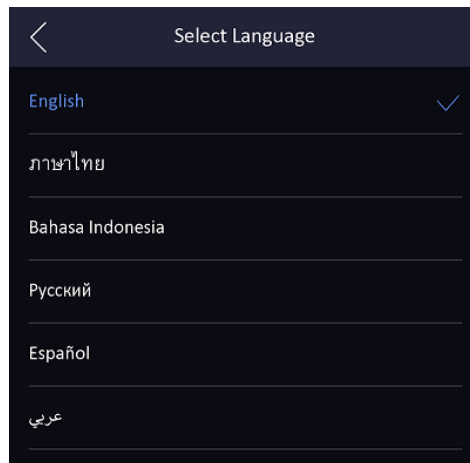 Select Language
English
ภาษาไทย
Bahasa Indonesia
Русский
Español
عربي